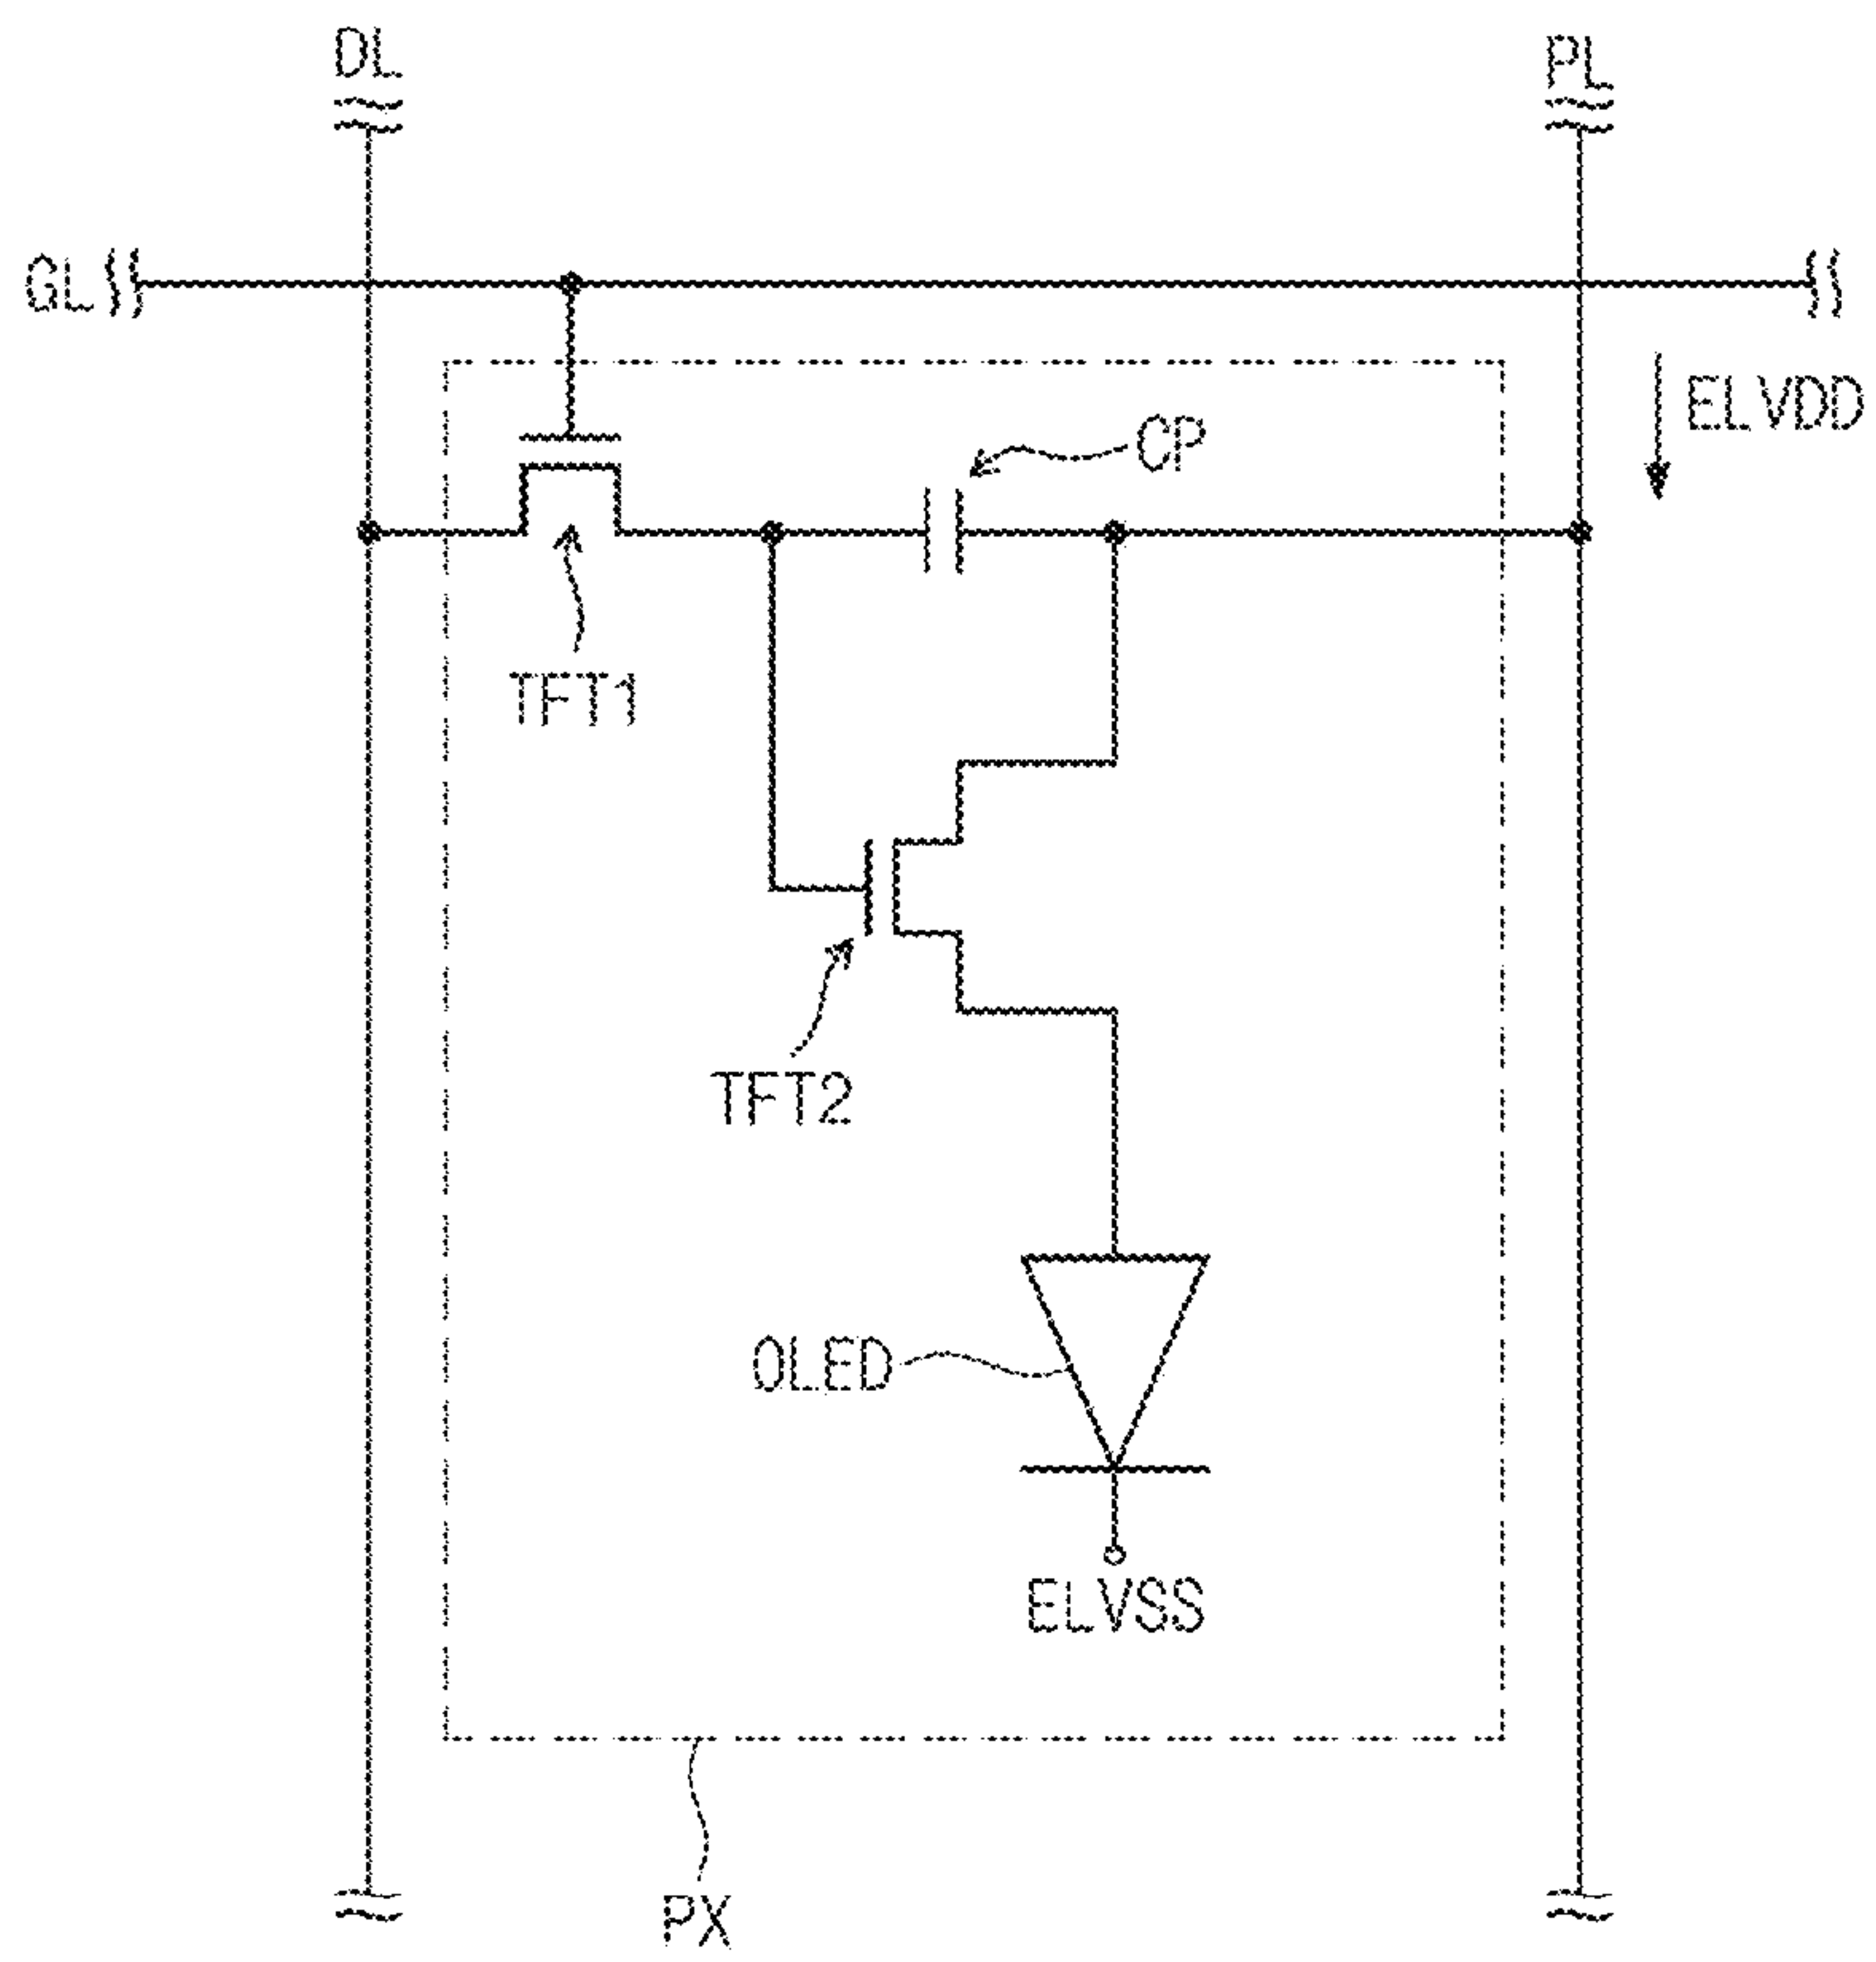 DL
PL
GL
ELVDD
CP
TFT1
TFT2
OLED
ELVSS
PX